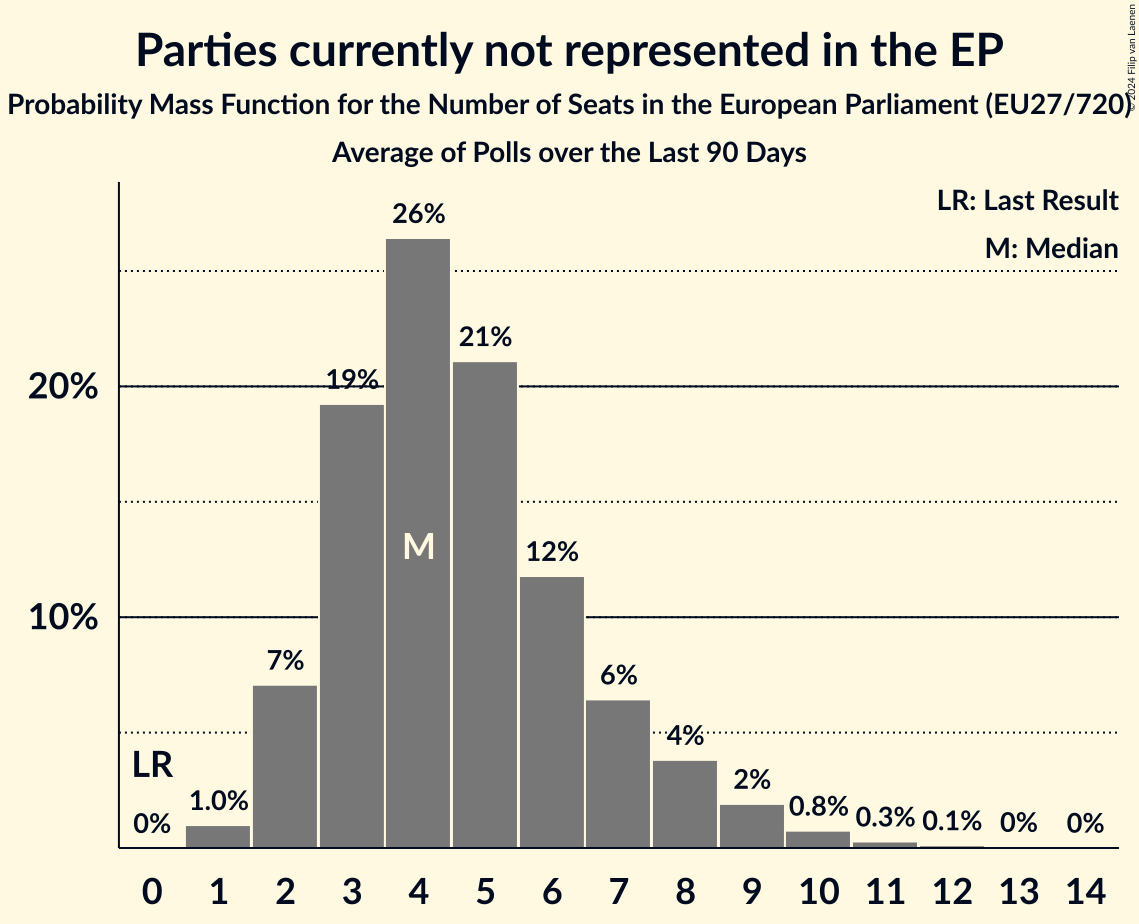 Parties currently not represented in the EP
Probability Mass Function for the Number of Seats in the European Parliament (EU27/720)
Average of Polls over the Last 90 Days
© 2024 Filip van Laenen
LR: Last Result
M: Median
20%
10%
LR
0%
1.0%
7%
19%
26%
M
21%
12%
6%
4%
2%
0.8%
0.3%
0.1%
0%
0%
0 1 2 3 4 5 6 7 8 9 10 11 12 13 14